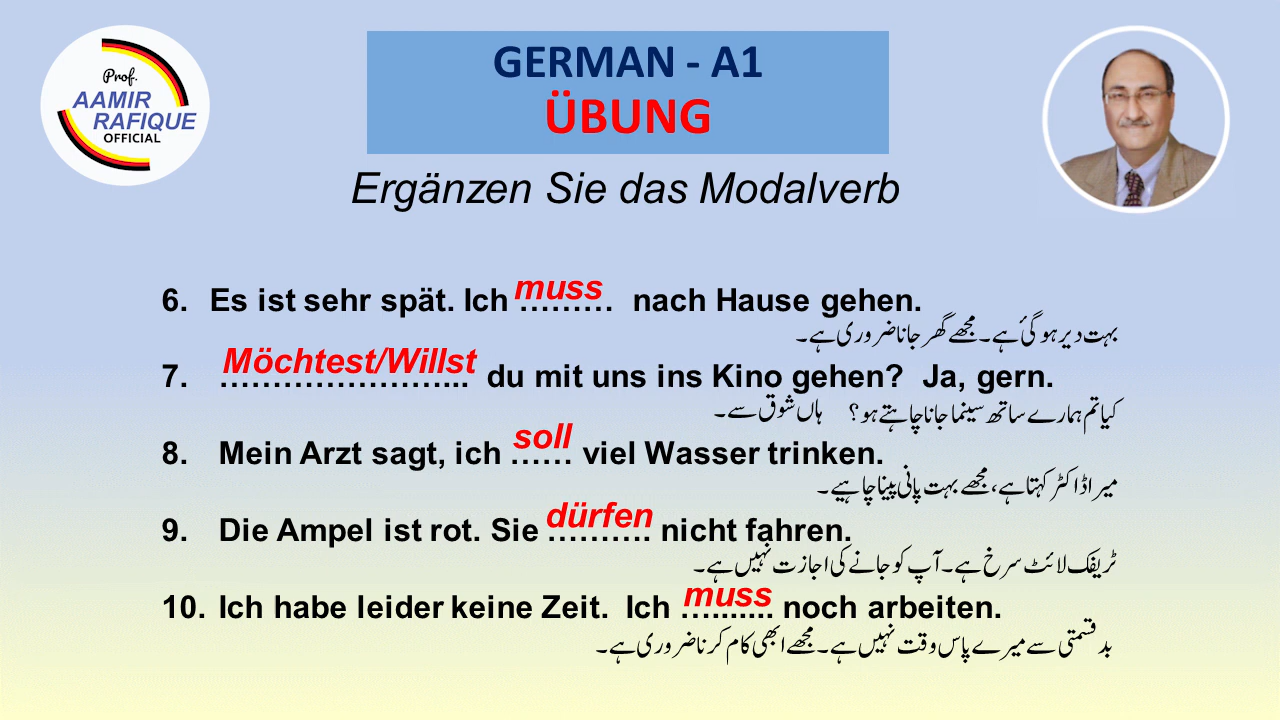 Prof.
AAMIR
RAFIQUE
OFFICIAL
GERMAN - A1
ÜBUNG
Ergänzen Sie das Modalverb
6. Es ist sehr spät. Ich muss ………. nach Hause gehen.
بہت دیر ہو گئی ہے۔ مجھے گھر جانا ضروری ہے۔
7. Möchtest/Willst …………………... du mit uns ins Kino gehen? Ja, gern.
کیا تم ہمارے ساتھ سینما جانا چاہتے ہو؟ ہاں شوق سے۔
8. Mein Arzt sagt, ich soll …… viel Wasser trinken.
میرا ڈاکٹر کہتا ہے، مجھے بہت پانی پینا چاہیے۔
9. Die Ampel ist rot. Sie dürfen ………. nicht fahren.
ٹریفک لائٹ سرخ ہے۔ آپ کو جانے کی اجازت نہیں ہے۔
10. Ich habe leider keine Zeit. Ich muss …...... noch arbeiten.
بد قسمتی سے میرے پاس وقت نہیں ہے۔ مجھے ابھی کام کرنا ضروری ہے۔